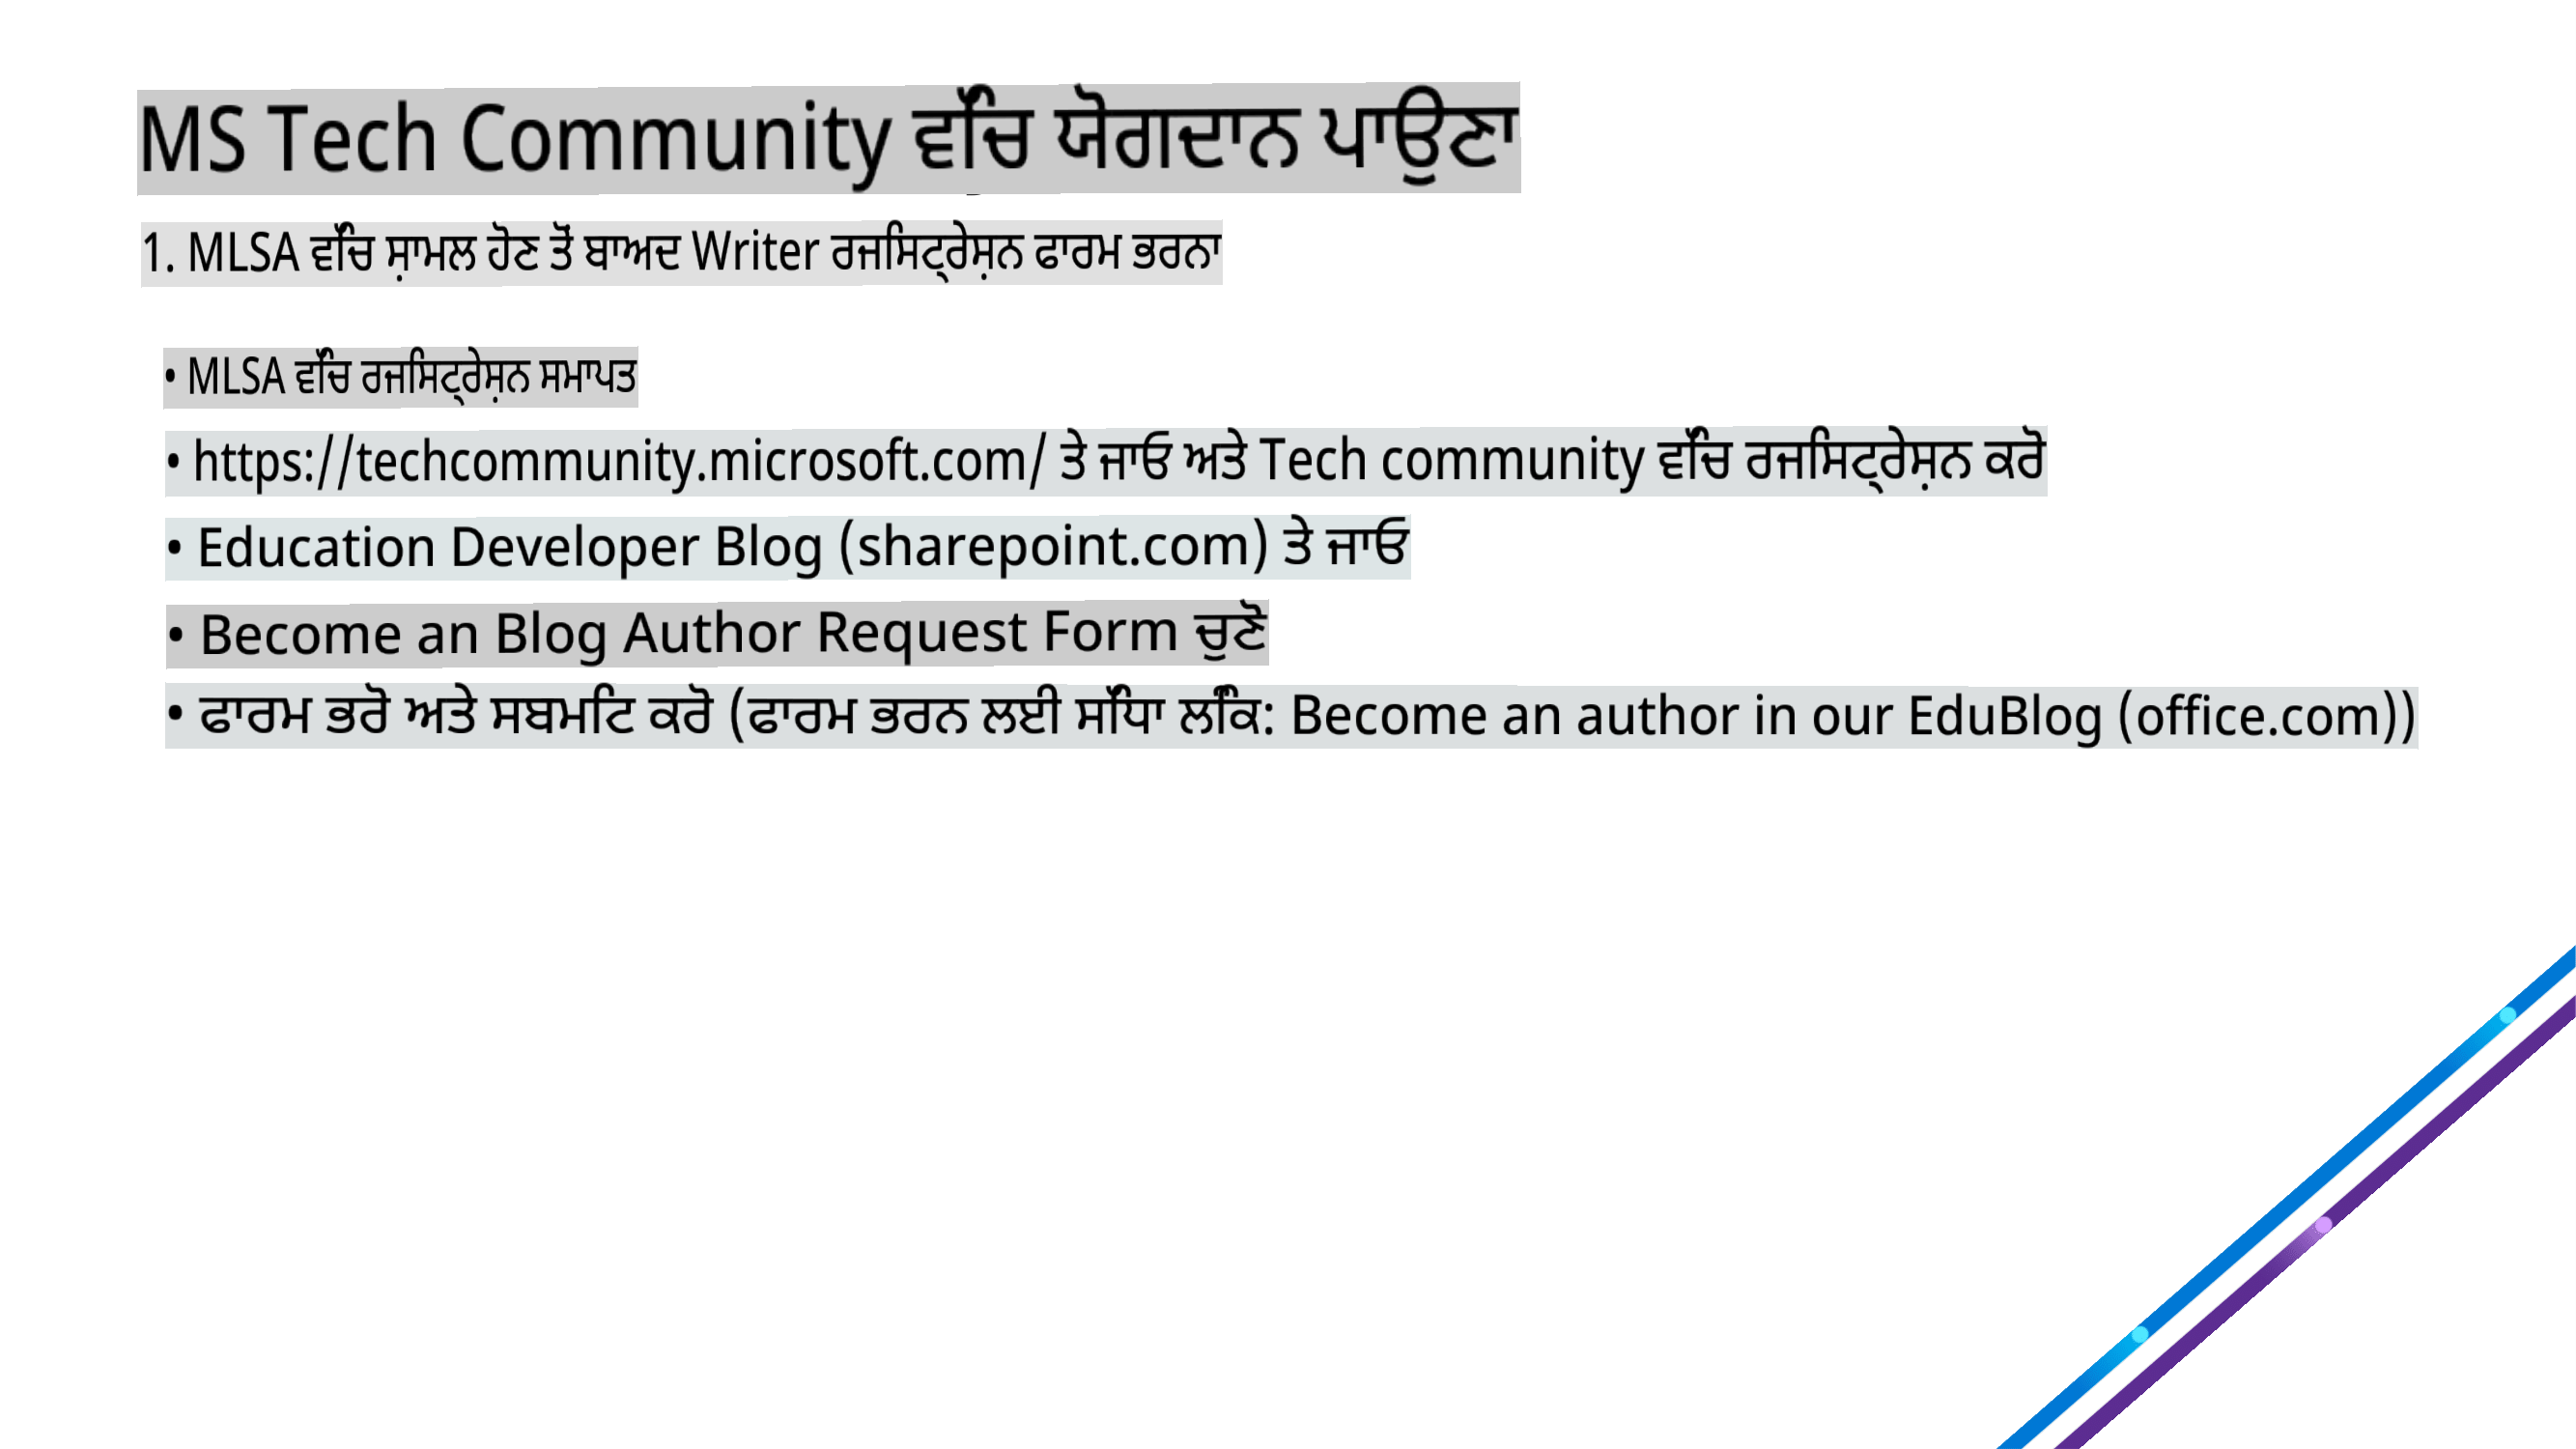 MS Tech Community ਵਿੱਚ ਯੋਗਦਾਨ ਪਾਉਣਾ
1. MLSA ਵਿੱਚ ਸ਼ਾਮਲ ਹੋਣ ਤੋਂ ਬਾਅਦ Writer ਰਜਿਸਟ੍ਰੇਸ਼ਨ ਫਾਰਮ ਭਰਨਾ
• MLSA ਵਿੱਚ ਰਜਿਸਟ੍ਰੇਸ਼ਨ ਸਮਾਪਤ
• https://techcommunity.microsoft.com/ ਤੇ ਜਾਓ ਅਤੇ Tech community ਵਿੱਚ ਰਜਿਸਟ੍ਰੇਸ਼ਨ ਕਰੋ
• Education Developer Blog (sharepoint.com) ਤੇ ਜਾਓ
• Become an Blog Author Request Form ਚੁਣੋ
• ਫਾਰਮ ਭਰੋ ਅਤੇ ਸਬਮਿਟ ਕਰੋ (ਫਾਰਮ ਭਰਨ ਲਈ ਸਿੱਧਾ ਲਿੰਕ: Become an author in our EduBlog (office.com))